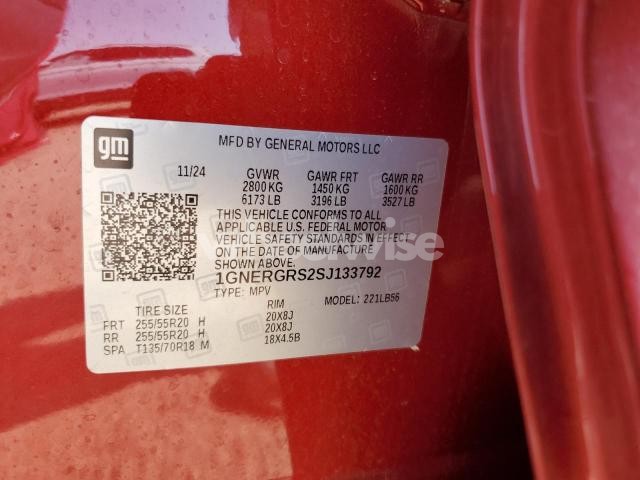 gm
MFD BY GENERAL MOTORS LLC
11/24 GVWR GAWR FRT GAWR RR
2800 KG 1450 KG 1600 KG
6173 LB 3196 LB 3527 LB
THIS VEHICLE CONFORMS TO ALL
APPLICABLE U.S. FEDERAL MOTOR
VEHICLE SAFETY STANDARDS IN EFFECT
ON THE DATE OF MANUFACTURE
SHOWN ABOVE.
1GNERGRS2SJ133792
TYPE: MPV MODEL: 221LB56
TIRE SIZE RIM
FRT 255/55R20 H 20X8J
RR 255/55R20 H 20X8J
SPA T135/70R18 M 18X4.5B